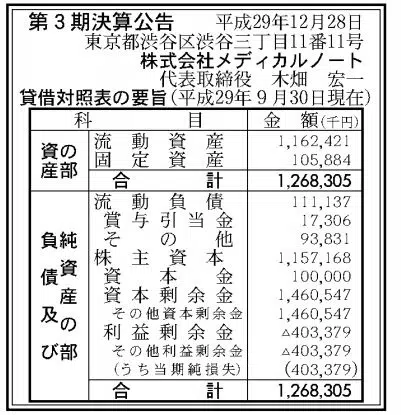 第3期決算公告 平成29年12月28日
東京都渋谷区渋谷三丁目11番11号
株式会社メディカルノート
代表取締役 木畑 宏一
貸借対照表の要旨(平成29年9月30日現在)
科目 金額(千円)
資産の部
流動資産 1,162,421
固定資産 105,884
合計 1,268,305
負債及び純資産の部
流動負債 111,137
賞与引当金 17,306
その他 93,831
株主資本 1,157,168
資本金 100,000
資本剰余金 1,460,547
その他資本剰余金 1,460,547
利益剰余金 △403,379
その他利益剰余金 △403,379
(うち当期純損失) (403,379)
合計 1,268,305